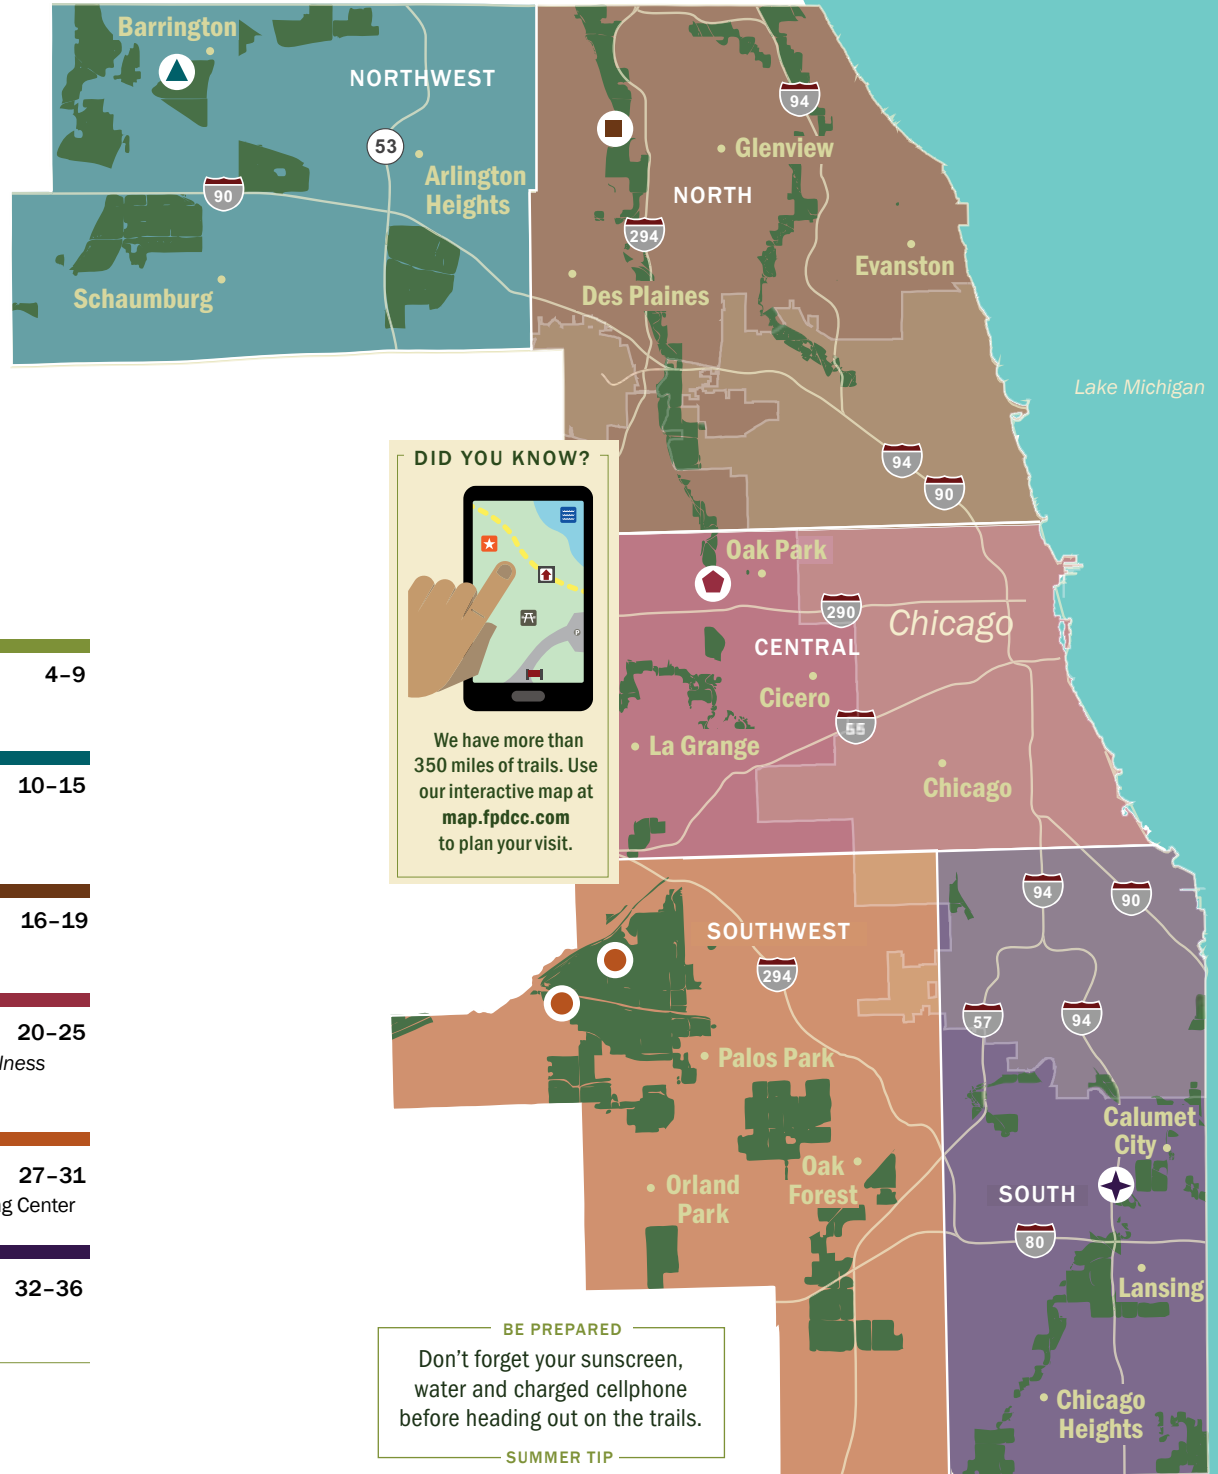 Barrington
NORTHWEST
53
Arlington
Heights
90
Schaumburg
94
Glenview
NORTH
294
Evanston
Des Plaines
Lake Michigan
94
90
DID YOU KNOW?
P
We have more than
350 miles of trails. Use
our interactive map at
map.fpdcc.com
to plan your visit.
Oak Park
290
Chicago
CENTRAL
Cicero
55
La Grange
Chicago
4–9
10–15
16–19
20–25
lness
27–31
g Center
32–36
SOUTHWEST
294
94
90
57
94
Palos Park
Calumet
City
Oak
Forest
Orland
Park
SOUTH
80
Lansing
Chicago
Heights
BE PREPARED
Don’t forget your sunscreen,
water and charged cellphone
before heading out on the trails.
SUMMER TIP